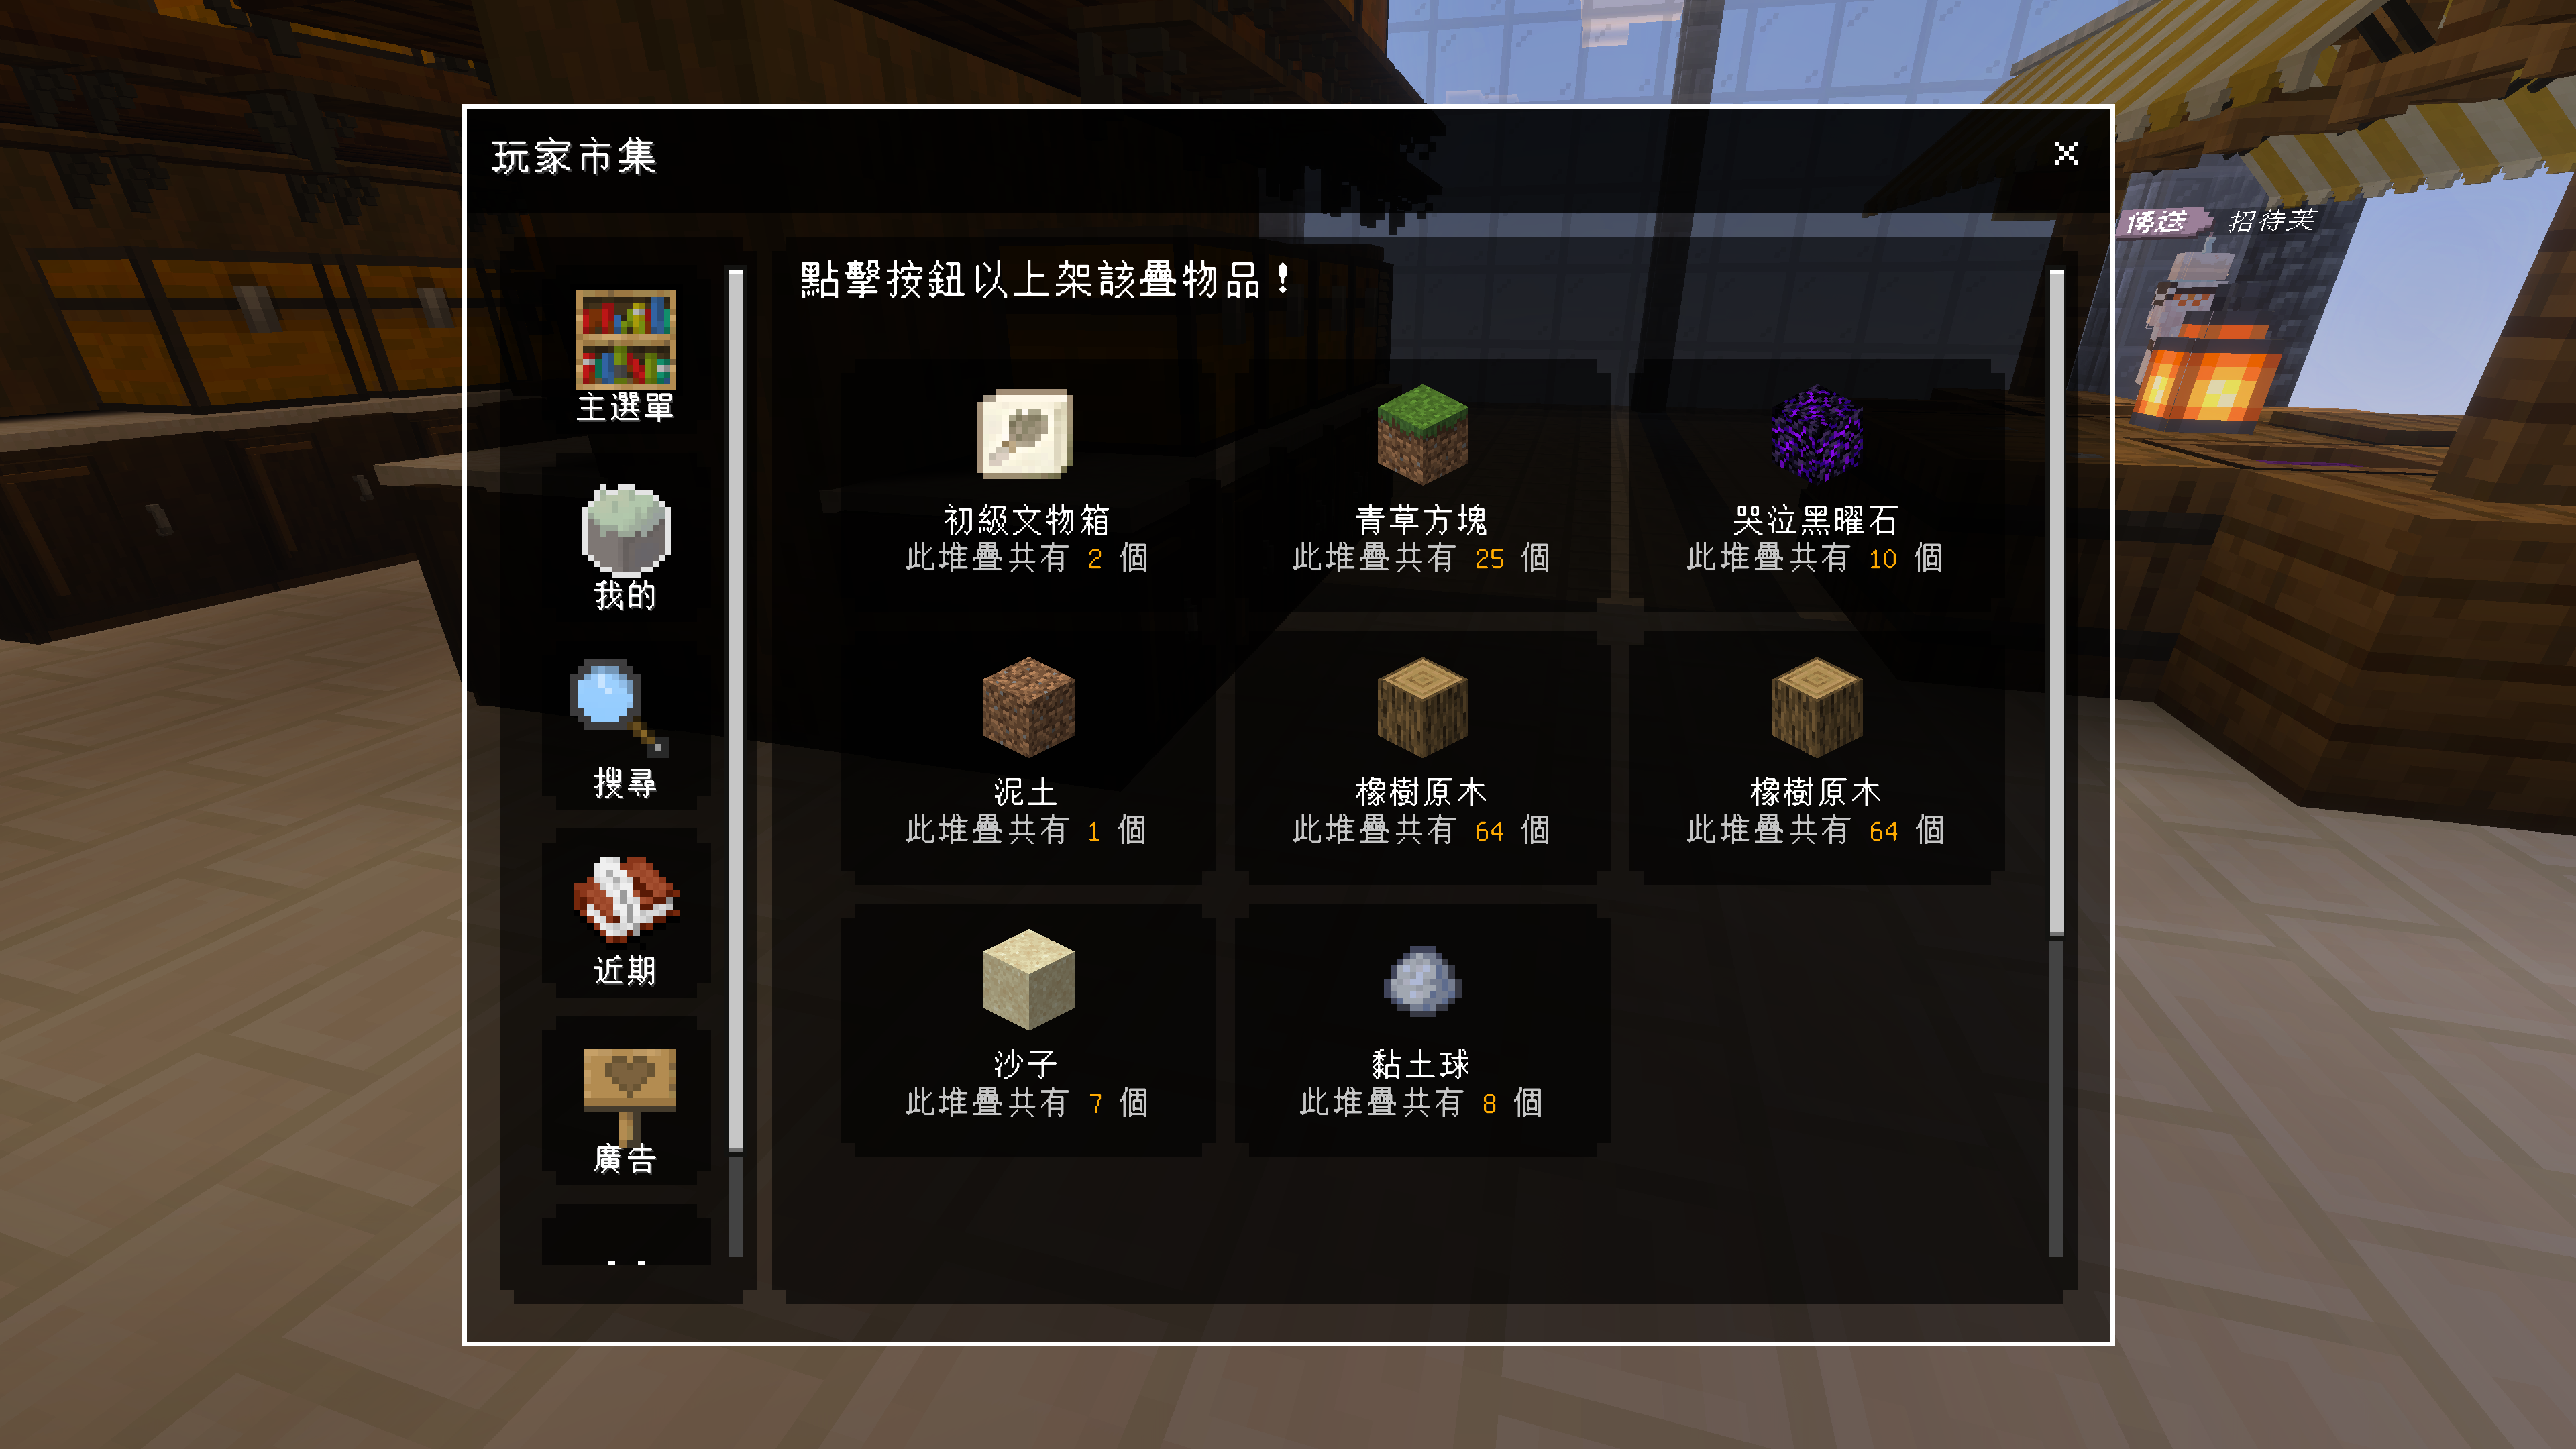 玩家市集
傳送 招待芙
主選單
我的
搜尋
近期
廣告
點擊按鈕以上架該疊物品！
初級文物箱
此堆疊共有 2 個
青草方塊
此堆疊共有 25 個
哭泣黑曜石
此堆疊共有 10 個
泥土
此堆疊共有 1 個
橡樹原木
此堆疊共有 64 個
橡樹原木
此堆疊共有 64 個
沙子
此堆疊共有 7 個
黏土球
此堆疊共有 8 個